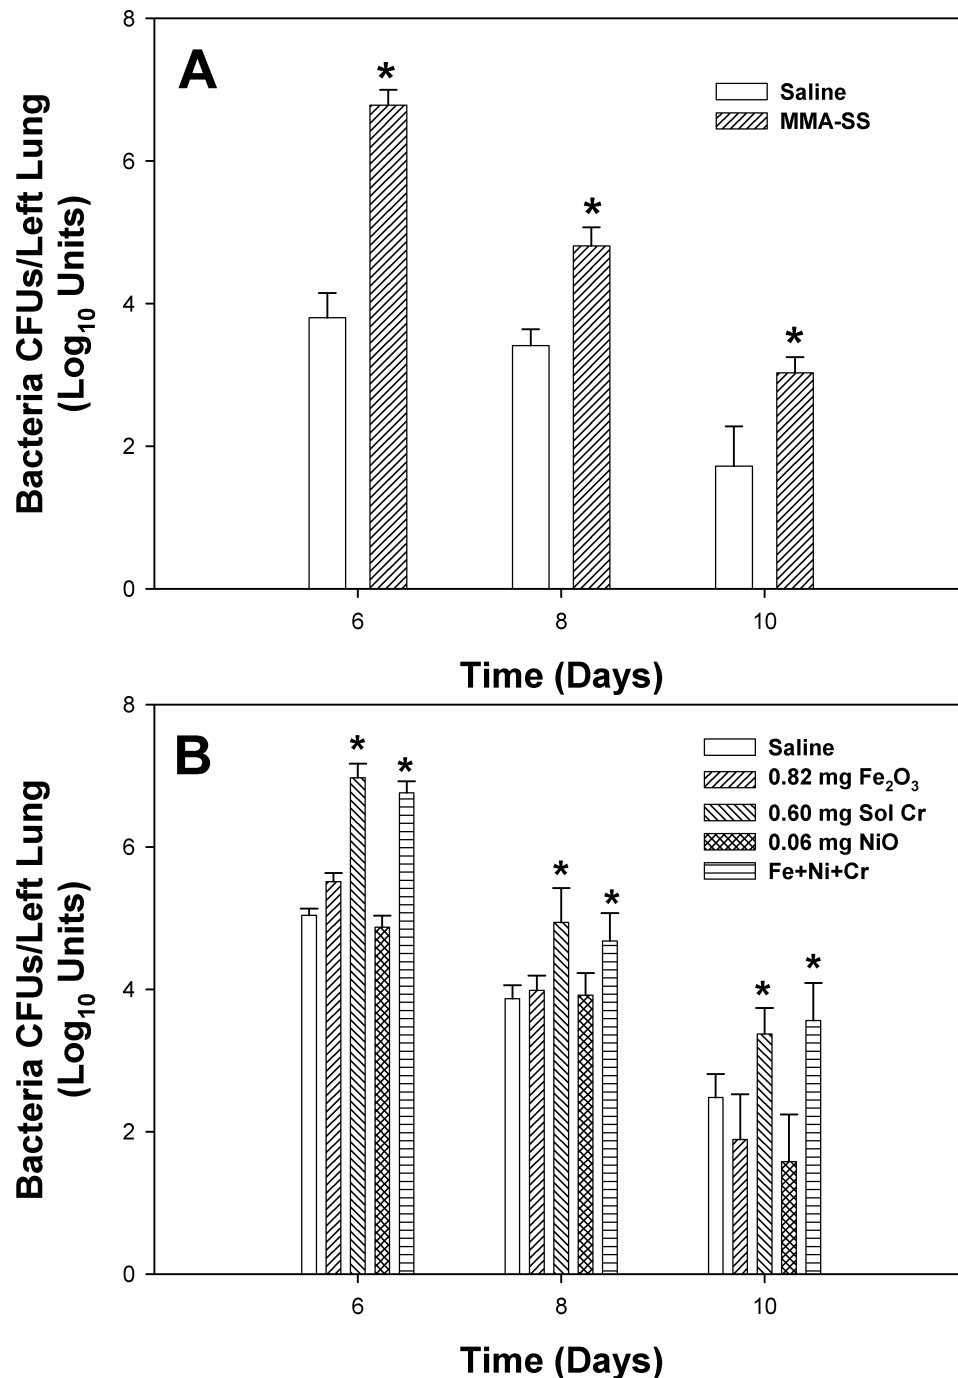 A
Saline
MMA-SS
Bacteria CFUs/Left Lung
(Log10 Units)
8
6
4
2
0
6 8 10
Time (Days)
B
Saline
0.82 mg Fe2O3
0.60 mg Sol Cr
0.06 mg NiO
Fe+Ni+Cr
Bacteria CFUs/Left Lung
(Log10 Units)
8
6
4
2
0
* * * * * * * * *
6 8 10
Time (Days)